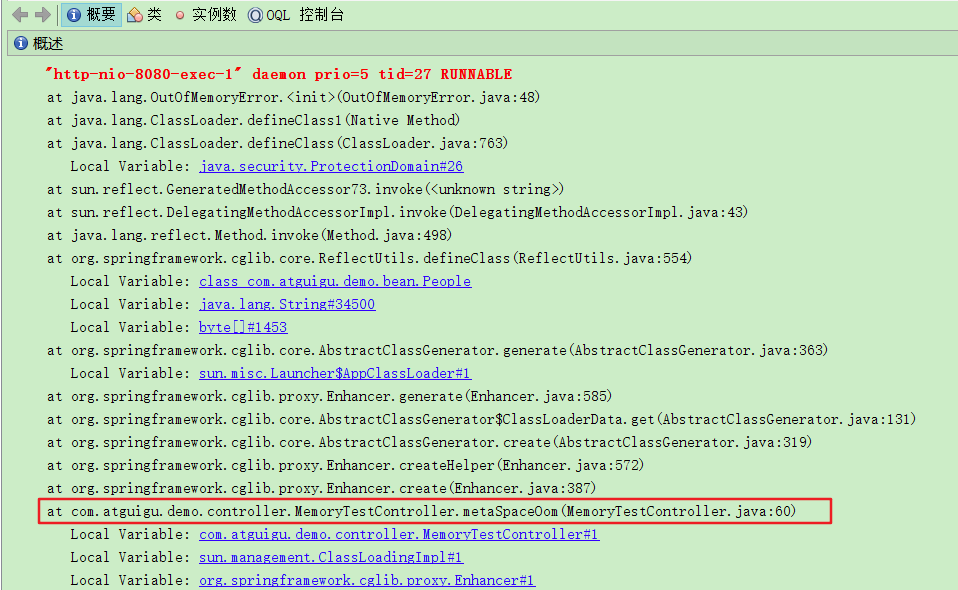 概要 类 实例数 OQL 控制台
概述
"http-nio-8080-exec-1" daemon prio=5 tid=27 RUNNABLE
at java.lang.OutOfMemoryError.<init>(OutOfMemoryError.java:48)
at java.lang.ClassLoader.defineClass1(Native Method)
at java.lang.ClassLoader.defineClass(ClassLoader.java:763)
Local Variable: java.security.ProtectionDomain#26
at sun.reflect.GeneratedMethodAccessor73.invoke(<unknown string>)
at sun.reflect.DelegatingMethodAccessorImpl.invoke(DelegatingMethodAccessorImpl.java:43)
at java.lang.reflect.Method.invoke(Method.java:498)
at org.springframework.cglib.core.ReflectUtils.defineClass(ReflectUtils.java:554)
Local Variable: class com.atguigu.demo.bean.People
Local Variable: java.lang.String#34500
Local Variable: byte[]#1453
at org.springframework.cglib.core.AbstractClassGenerator.generate(AbstractClassGenerator.java:363)
Local Variable: sun.misc.Launcher$AppClassLoader#1
at org.springframework.cglib.proxy.Enhancer.generate(Enhancer.java:585)
at org.springframework.cglib.core.AbstractClassGenerator$ClassLoaderData.get(AbstractClassGenerator.java:131)
at org.springframework.cglib.core.AbstractClassGenerator.create(AbstractClassGenerator.java:319)
at org.springframework.cglib.proxy.Enhancer.createHelper(Enhancer.java:572)
at org.springframework.cglib.proxy.Enhancer.create(Enhancer.java:387)
at com.atguigu.demo.controller.MemoryTestController.metaSpaceOom(MemoryTestController.java:60)
Local Variable: com.atguigu.demo.controller.MemoryTestController#1
Local Variable: sun.management.ClassLoadingImpl#1
Local Variable: org.springframework.cglib.proxy.Enhancer#1